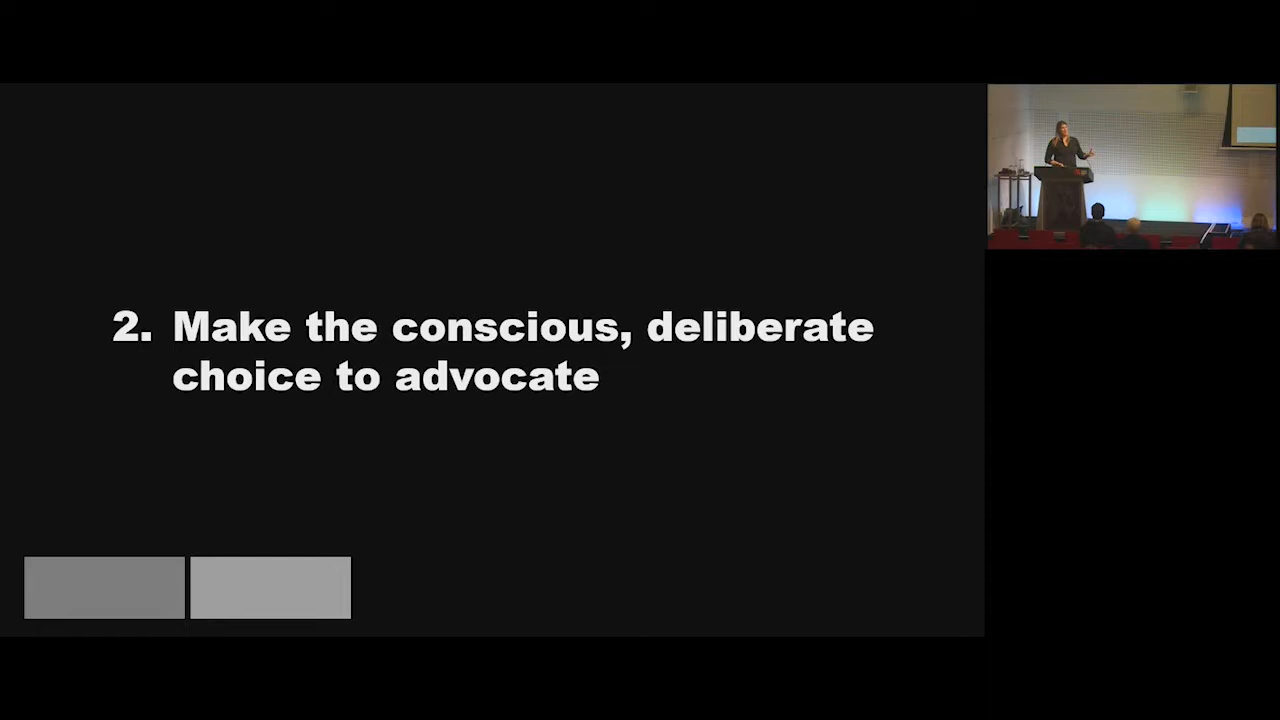 2. Make the conscious, deliberate
choice to advocate